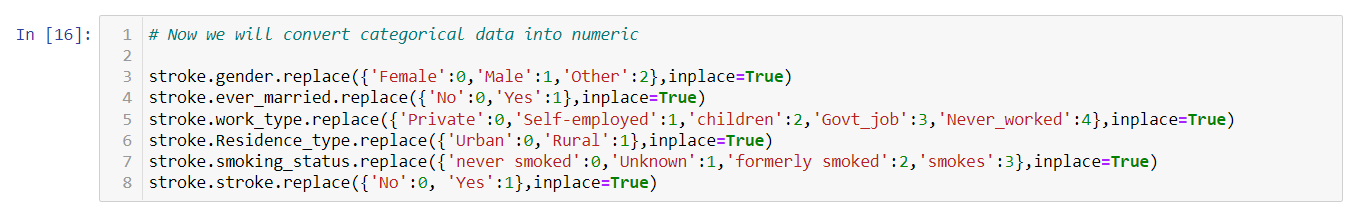 In [16]:
1 # Now we will convert categorical data into numeric
2
3 stroke.gender.replace({'Female':0,'Male':1,'Other':2},inplace=True)
4 stroke.ever_married.replace({'No':0,'Yes':1},inplace=True)
5 stroke.work_type.replace({'Private':0,'Self-employed':1,'children':2,'Govt_job':3,'Never_worked':4},inplace=True)
6 stroke.Residence_type.replace({'Urban':0,'Rural':1},inplace=True)
7 stroke.smoking_status.replace({'never smoked':0,'Unknown':1,'formerly smoked':2,'smokes':3},inplace=True)
8 stroke.stroke.replace({'No':0, 'Yes':1},inplace=True)